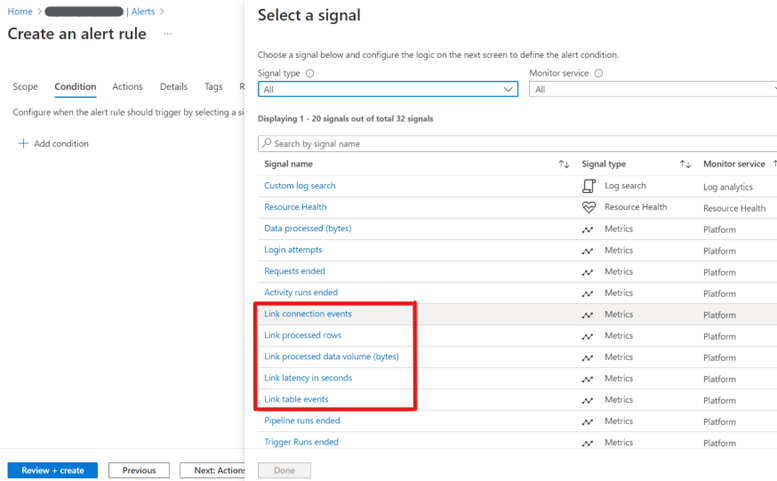 Home > | Alerts >
Create an alert rule ...
Scope Condition Actions Details Tags R
Configure when the alert rule should trigger by selecting a si
+ Add condition
Review + create Previous Next: Actions
Select a signal
Choose a signal below and configure the logic on the next screen to define the alert condition.
Signal type Monitor service
All All
Displaying 1 - 20 signals out of total 32 signals
Search by signal name
Signal name Signal type Monitor service
Custom log search Log search Log analytics
Resource Health Resource Health Resource Health
Data processed (bytes) Metrics Platform
Login attempts Metrics Platform
Requests ended Metrics Platform
Activity runs ended Metrics Platform
Link connection events Metrics Platform
Link processed rows Metrics Platform
Link processed data volume (bytes) Metrics Platform
Link latency in seconds Metrics Platform
Link table events Metrics Platform
Pipeline runs ended Metrics Platform
Trigger Runs ended Metrics Platform
Done